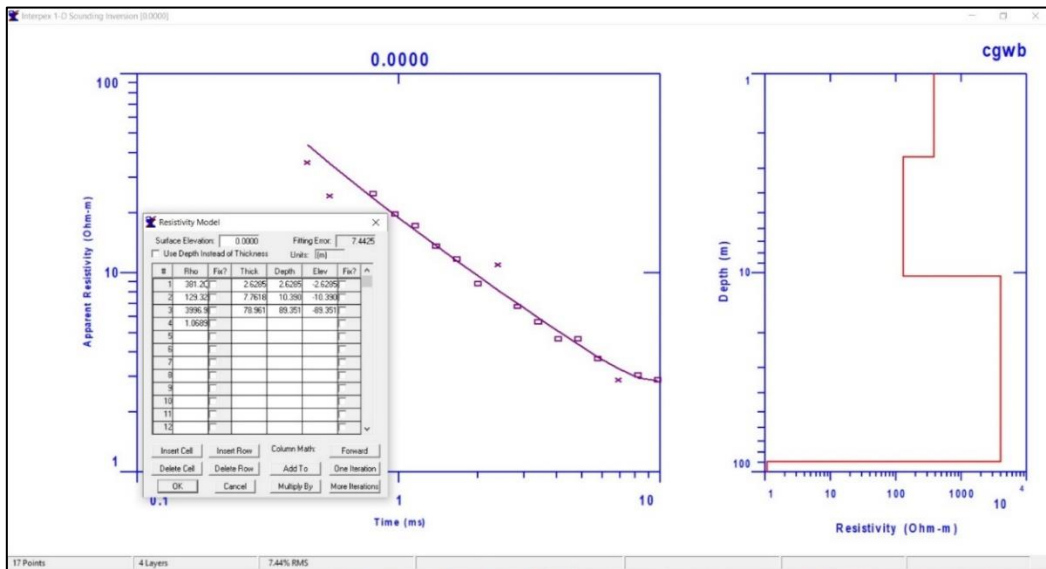 Interpex 1-D Sounding Inversion [0.0000]
0.0000
cgwb
100
10
1
Apparent Resistivity (Ohm-m)
0.1 1 10
Time (ms)
Resistivity Model
Surface Elevation: 0.0000 Fitting Error: 7.4425
Use Depth Instead of Thickness Units: [(m)
# Rho Fix? Thick Depth Elev Fix?
1 381.20 2.6285 2.6285 -2.6285
2 129.32 7.7618 10.390 -10.390
3 3996.9 78.961 89.351 -89.351
4 1.0689
5
6
7
8
9
10
11
12
Insert Cell Insert Row Column Math: Forward
Delete Cell Delete Row Add To One Iteration
OK Cancel Multiply By More Iterations
1
10
100
Depth (m)
1 10 100 1000 10 4
Resistivity (Ohm-m)
17 Points 4 Layers 7.44% RMS